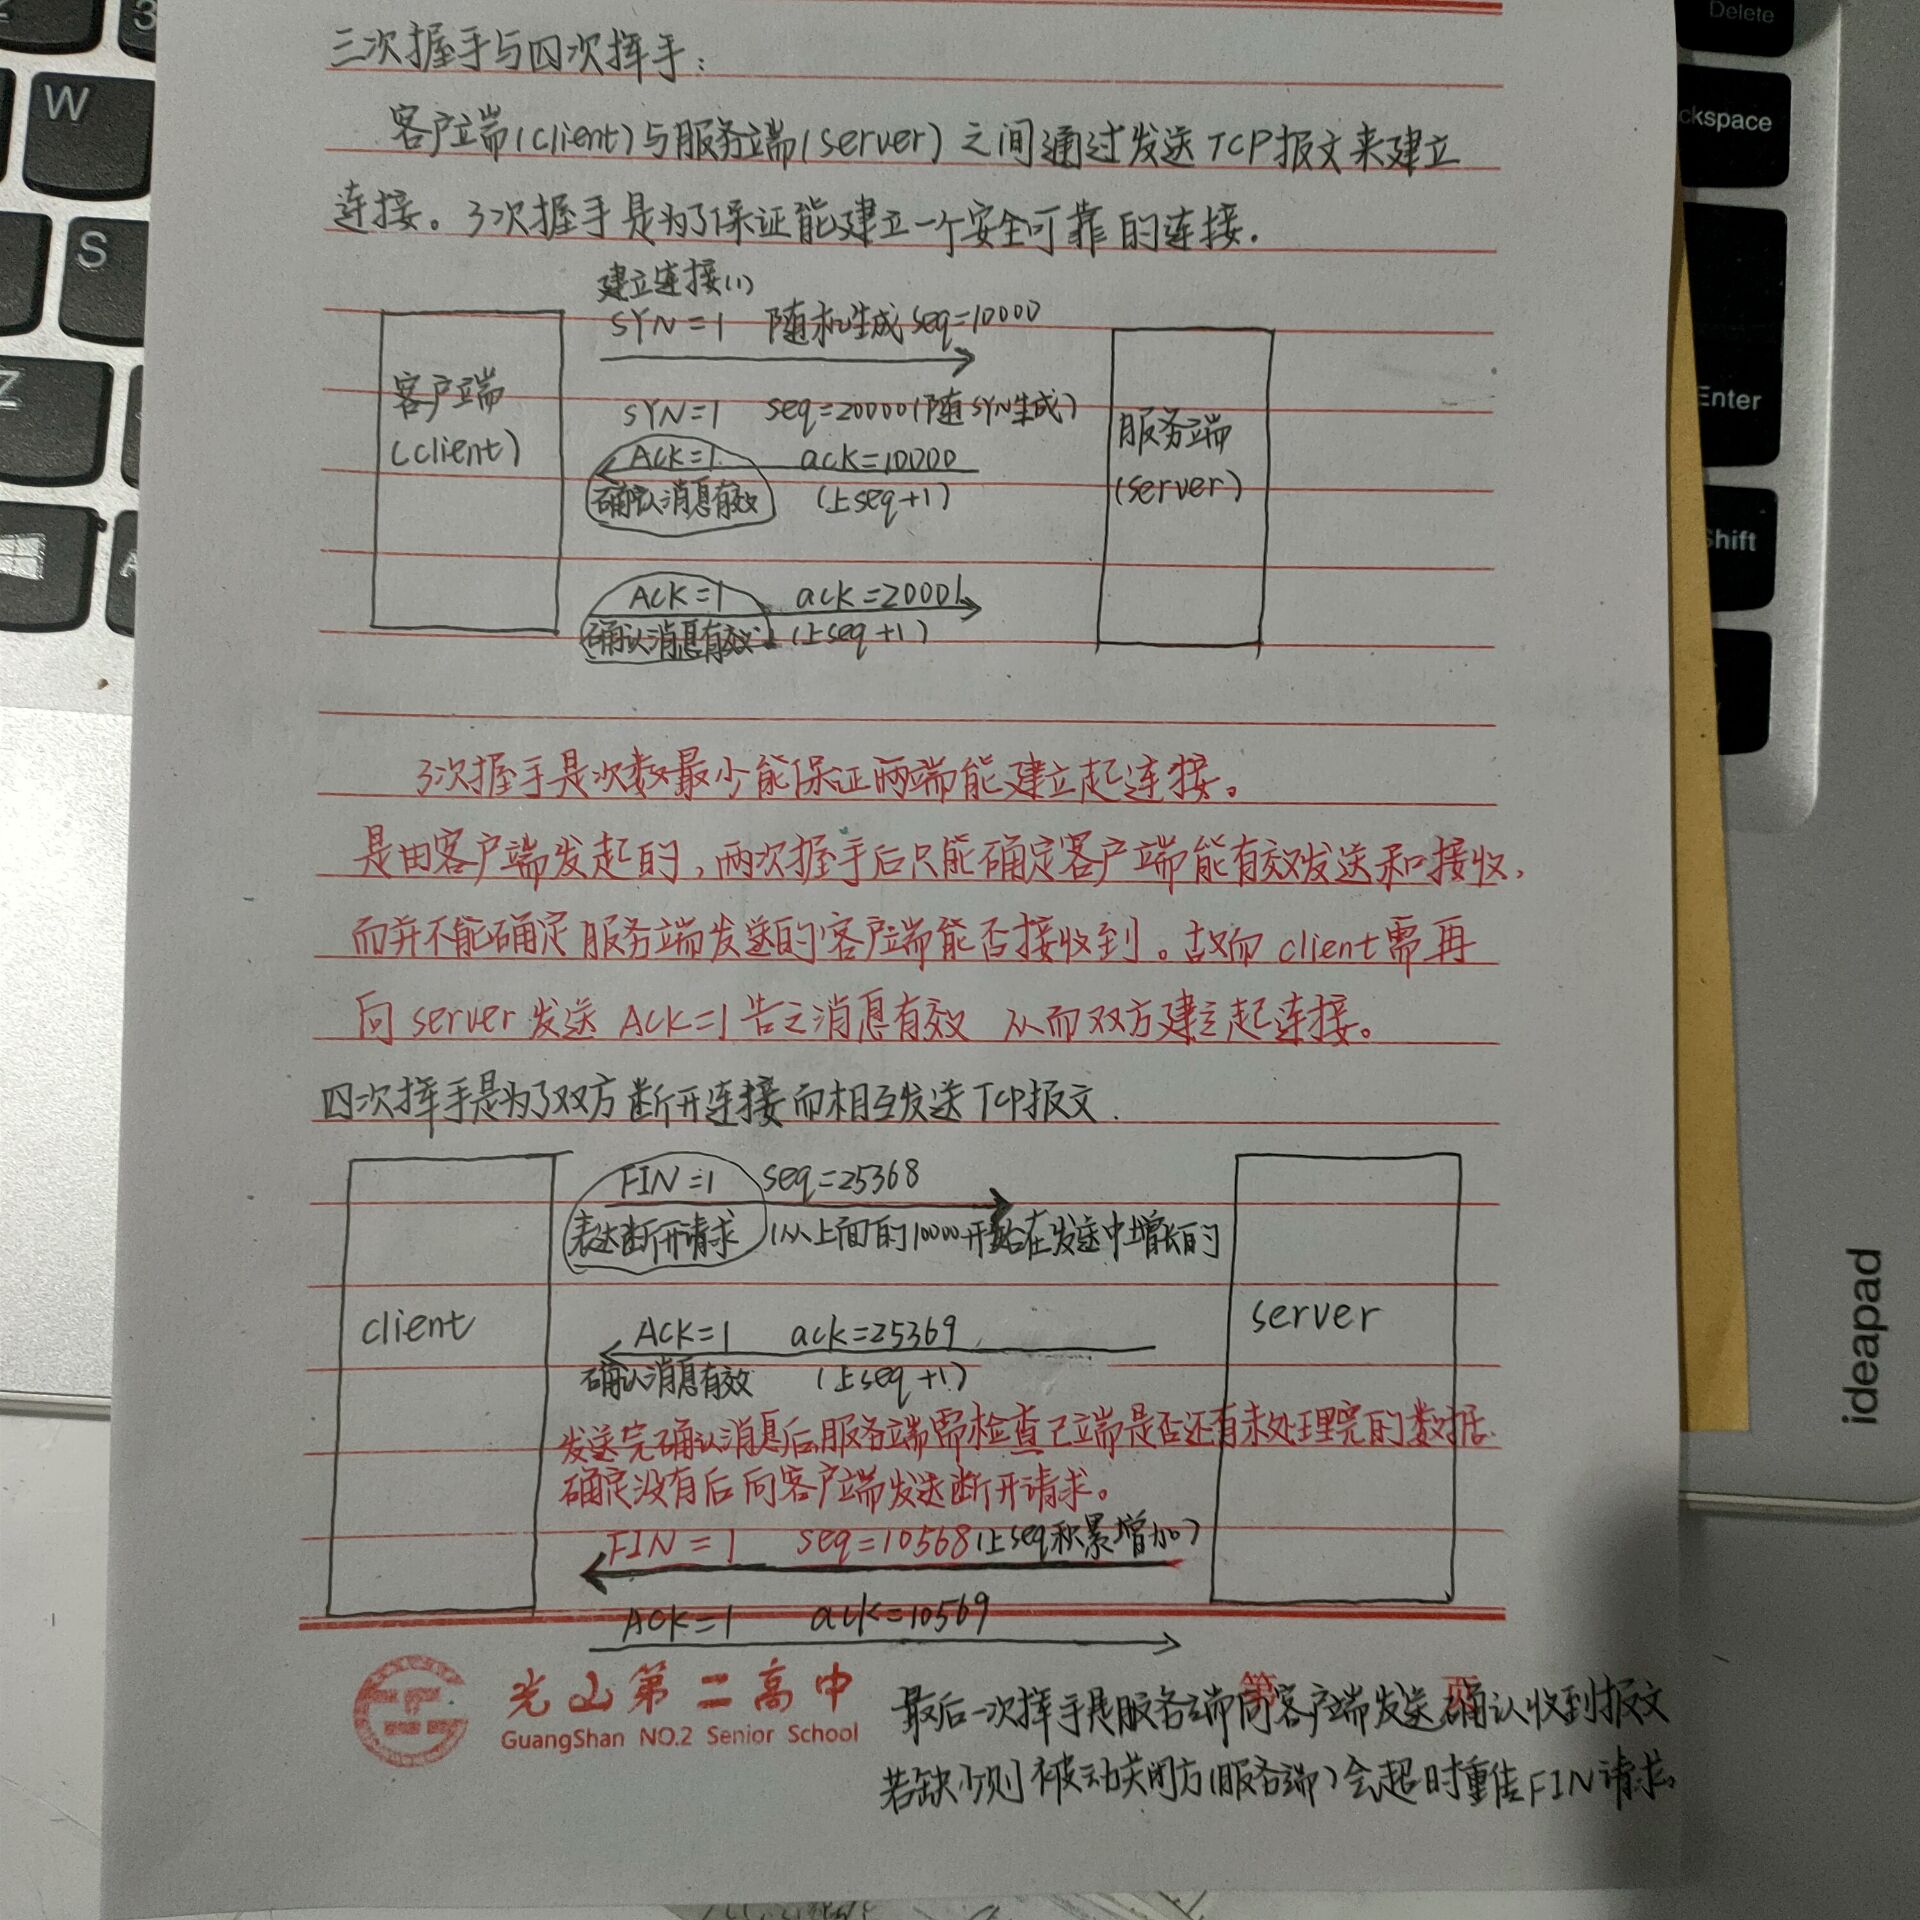 三次握手与四次挥手：
客户端(client)与服务端(server)之间通过发送TCP报文来建立
连接。3次握手是为了保证能建立一个安全可靠的连接.
建立连接(1)
SYN=1 随机生成seq=10000
SYN=1 seq=20000(随SYN生成)
ACK=1 ack=10000
确认消息有效 (上seq+1)
客户端
(client)
服务端
(server)
ACK=1 ack=20001
确认消息有效 (上seq+1)
3次握手是次数最少能保证两端能建立起连接。
是由客户端发起的,两次握手后只能确定客户端能有效发送和接收,
而并不能确定服务端发送的客户端能否接收到。故而client需再
向server发送ACK=1告之消息有效 从而双方建立起连接。
四次挥手是为了双方断开连接而相互发送TCP报文.
FIN=1 seq=25368
表达断开请求 (从上面的10000开始在发送中增长的
client
server
ACK=1 ack=25369
确认消息有效 (上seq+1)
发送完确认消息后,服务端需检查己端是否还有未处理完的数据.
确定没有后向客户端发送断开请求。
FIN=1 seq=10568(上seq积累增加)
ACK=1 ack=10569
光山第二高中
GuangShan NO.2 Senior School
第 页
最后一次挥手是服务端向客户端发送确认收到报文
若缺少则被动关闭方(服务端)会超时重传FIN请求。
W
S
Z
3
Delete
ckspace
Enter
Shift
A
ideapad